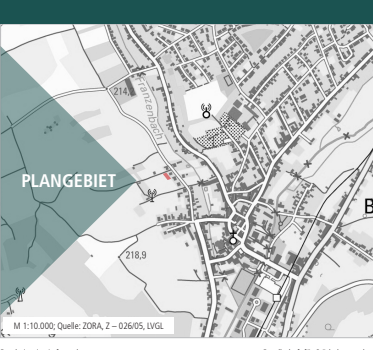 214,
Franzenbach
PLANGEBIET
B
218,9
M 1:10.000; Quelle: ZORA, Z – 026/05, LVGL